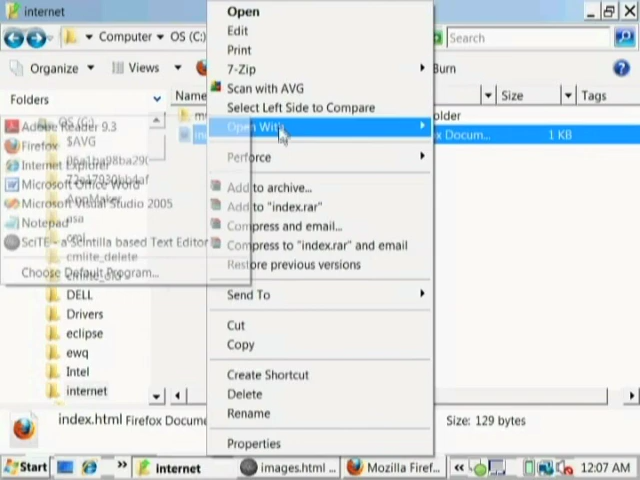 internet
Computer
OS (C:)
Search
Organize
Views
Burn
Folders
Name
Size
Tags
OS (C:)
$AVG
AppMaker
cmlite_delete
DELL
Drivers
eclipse
ewq
Intel
internet
Adobe Reader 9.3
Firefox
Internet Explorer
Microsoft Office Word
Microsoft Visual Studio 2005
Notepad
SciTE - a Scintilla based Text Editor
Choose Default Program...
Open
Edit
Print
7-Zip
Scan with AVG
Select Left Side to Compare
Open With
Perforce
Add to archive...
Add to "index.rar"
Compress and email...
Compress to "index.rar" and email
Restore previous versions
Send To
Cut
Copy
Create Shortcut
Delete
Rename
Properties
older
x Docum...
1 KB
index.html Firefox Docume
Size: 129 bytes
Start
internet
images.html ...
Mozilla Firef...
12:07 AM